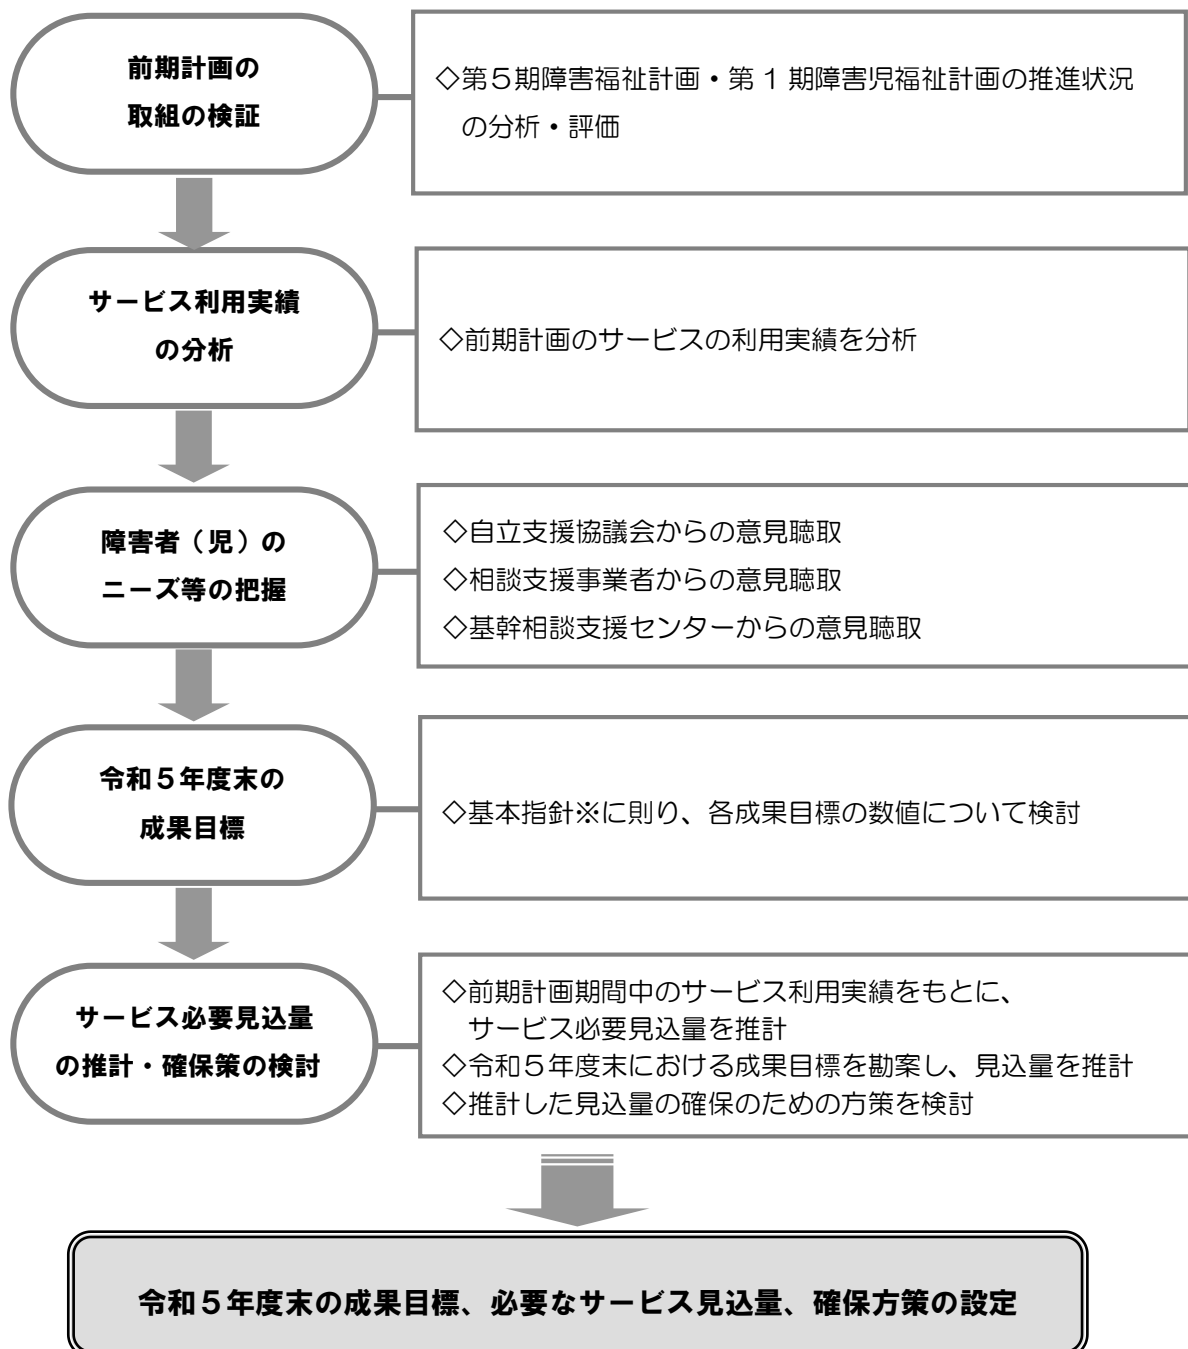 前期計画の
取組の検証
◇第５期障害福祉計画・第 1 期障害児福祉計画の推進状況
の分析・評価
サービス利用実績
の分析
◇前期計画のサービスの利用実績を分析
障害者（児）の
ニーズ等の把握
◇自立支援協議会からの意見聴取
◇相談支援事業者からの意見聴取
◇基幹相談支援センターからの意見聴取
令和５年度末の
成果目標
◇基本指針※に則り、各成果目標の数値について検討
サービス必要見込量
の推計・確保策の検討
◇前期計画期間中のサービス利用実績をもとに、
サービス必要見込量を推計
◇令和５年度末における成果目標を勘案し、見込量を推計
◇推計した見込量の確保のための方策を検討
令和５年度末の成果目標、必要なサービス見込量、確保方策の設定